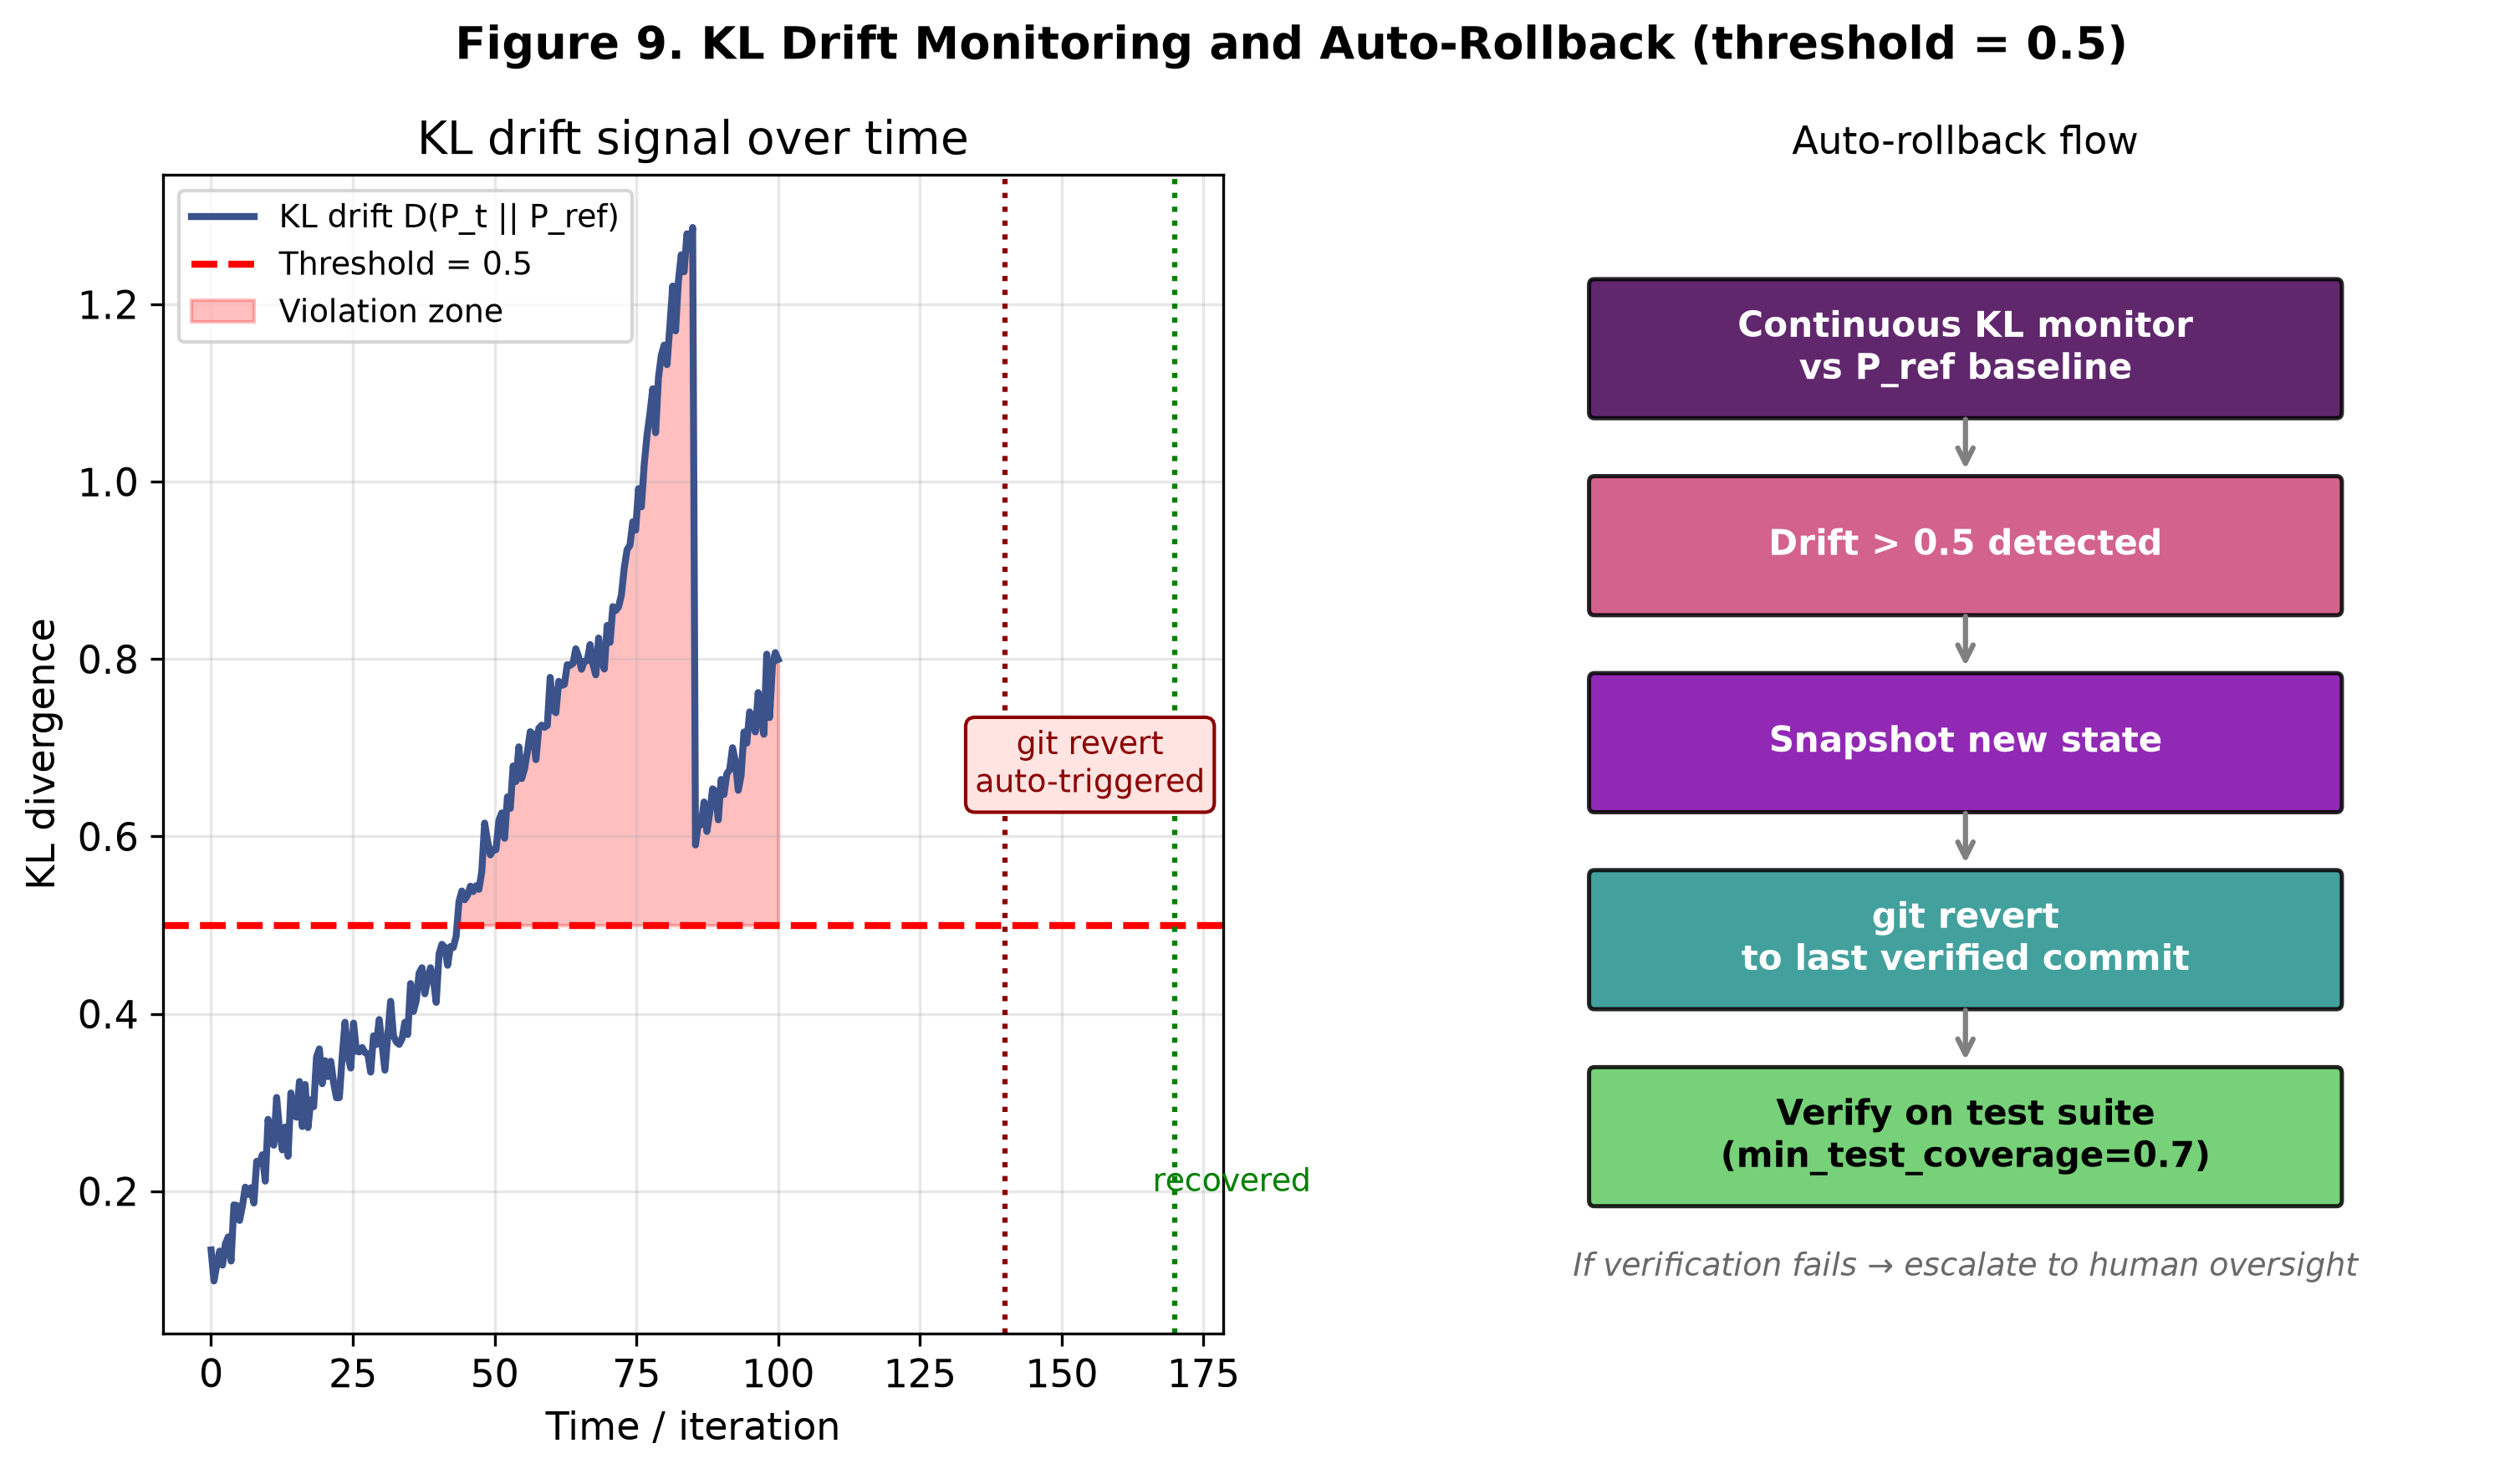 Figure 9. KL Drift Monitoring and Auto-Rollback (threshold = 0.5)
KL drift signal over time
KL drift D(P_t || P_ref)
Threshold = 0.5
Violation zone
1.2
1.0
0.8
0.6
0.4
0.2
KL divergence
git revert
auto-triggered
recovered
0 25 50 75 100 125 150 175
Time / iteration
Auto-rollback flow
Continuous KL monitor
vs P_ref baseline
Drift > 0.5 detected
Snapshot new state
git revert
to last verified commit
Verify on test suite
(min_test_coverage=0.7)
If verification fails → escalate to human oversight